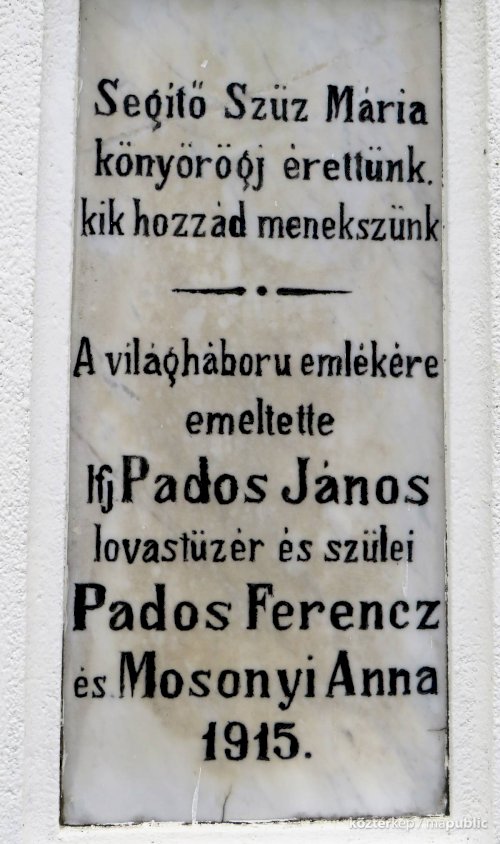 Segítő Szüz Mária
könyörögj érettünk.
kik hozzád menekszünk
A világháboru emlékére
emeltette
Ifj Pados János
lovastüzér és szülei
Pados Ferencz
és Mosonyi Anna
1915.
köztérkép / mapublic